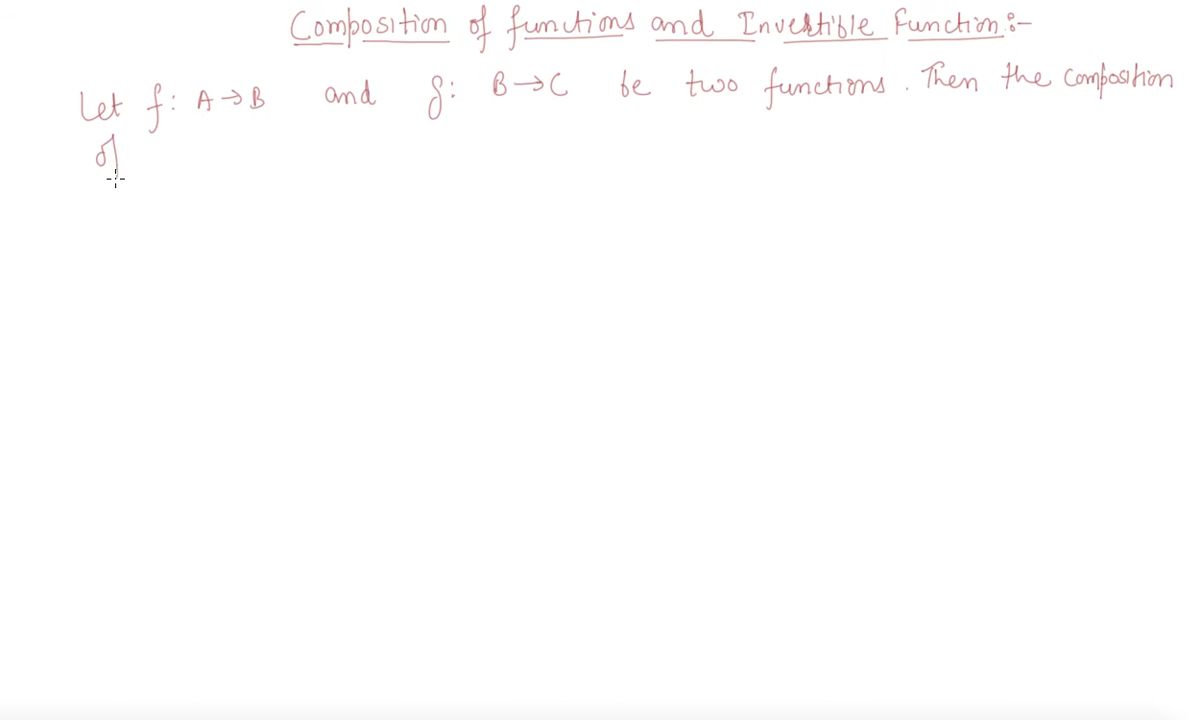 Composition of functions and Invertible Function :-
Let f: A→B and g: B→C be two functions. Then the composition
of